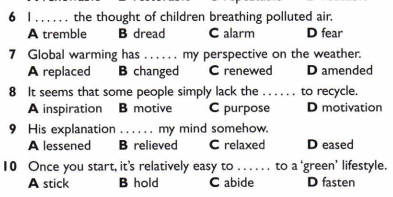 6 I ...... the thought of children breathing polluted air.
A tremble B dread C alarm D fear
7 Global warming has ...... my perspective on the weather.
A replaced B changed C renewed D amended
8 It seems that some people simply lack the ...... to recycle.
A inspiration B motive C purpose D motivation
9 His explanation ...... my mind somehow.
A lessened B relieved C relaxed D eased
10 Once you start, it's relatively easy to ...... to a 'green' lifestyle.
A stick B hold C abide D fasten